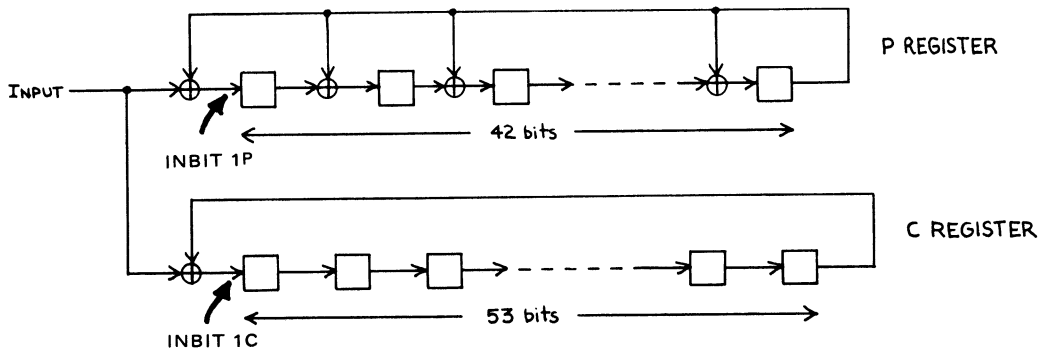 P REGISTER
INPUT
42 bits
INBIT 1P
C REGISTER
53 bits
INBIT 1C